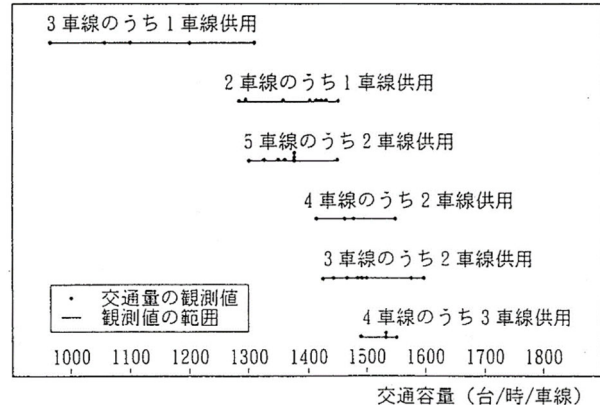 3車線のうち1車線供用
2車線のうち1車線供用
5車線のうち2車線供用
4車線のうち2車線供用
3車線のうち2車線供用
交通量の観測値
観測値の範囲
4車線のうち3車線供用
1000 1100 1200 1300 1400 1500 1600 1700 1800
交通容量(台/時/車線)